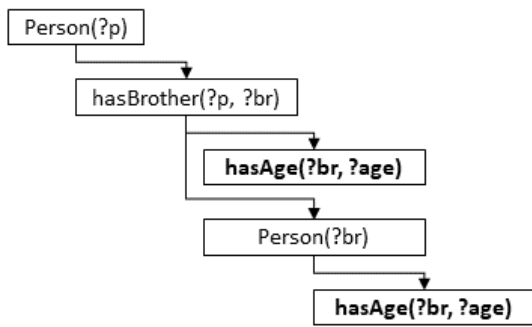 Person(?p)
hasBrother(?p, ?br)
hasAge(?br, ?age)
Person(?br)
hasAge(?br, ?age)